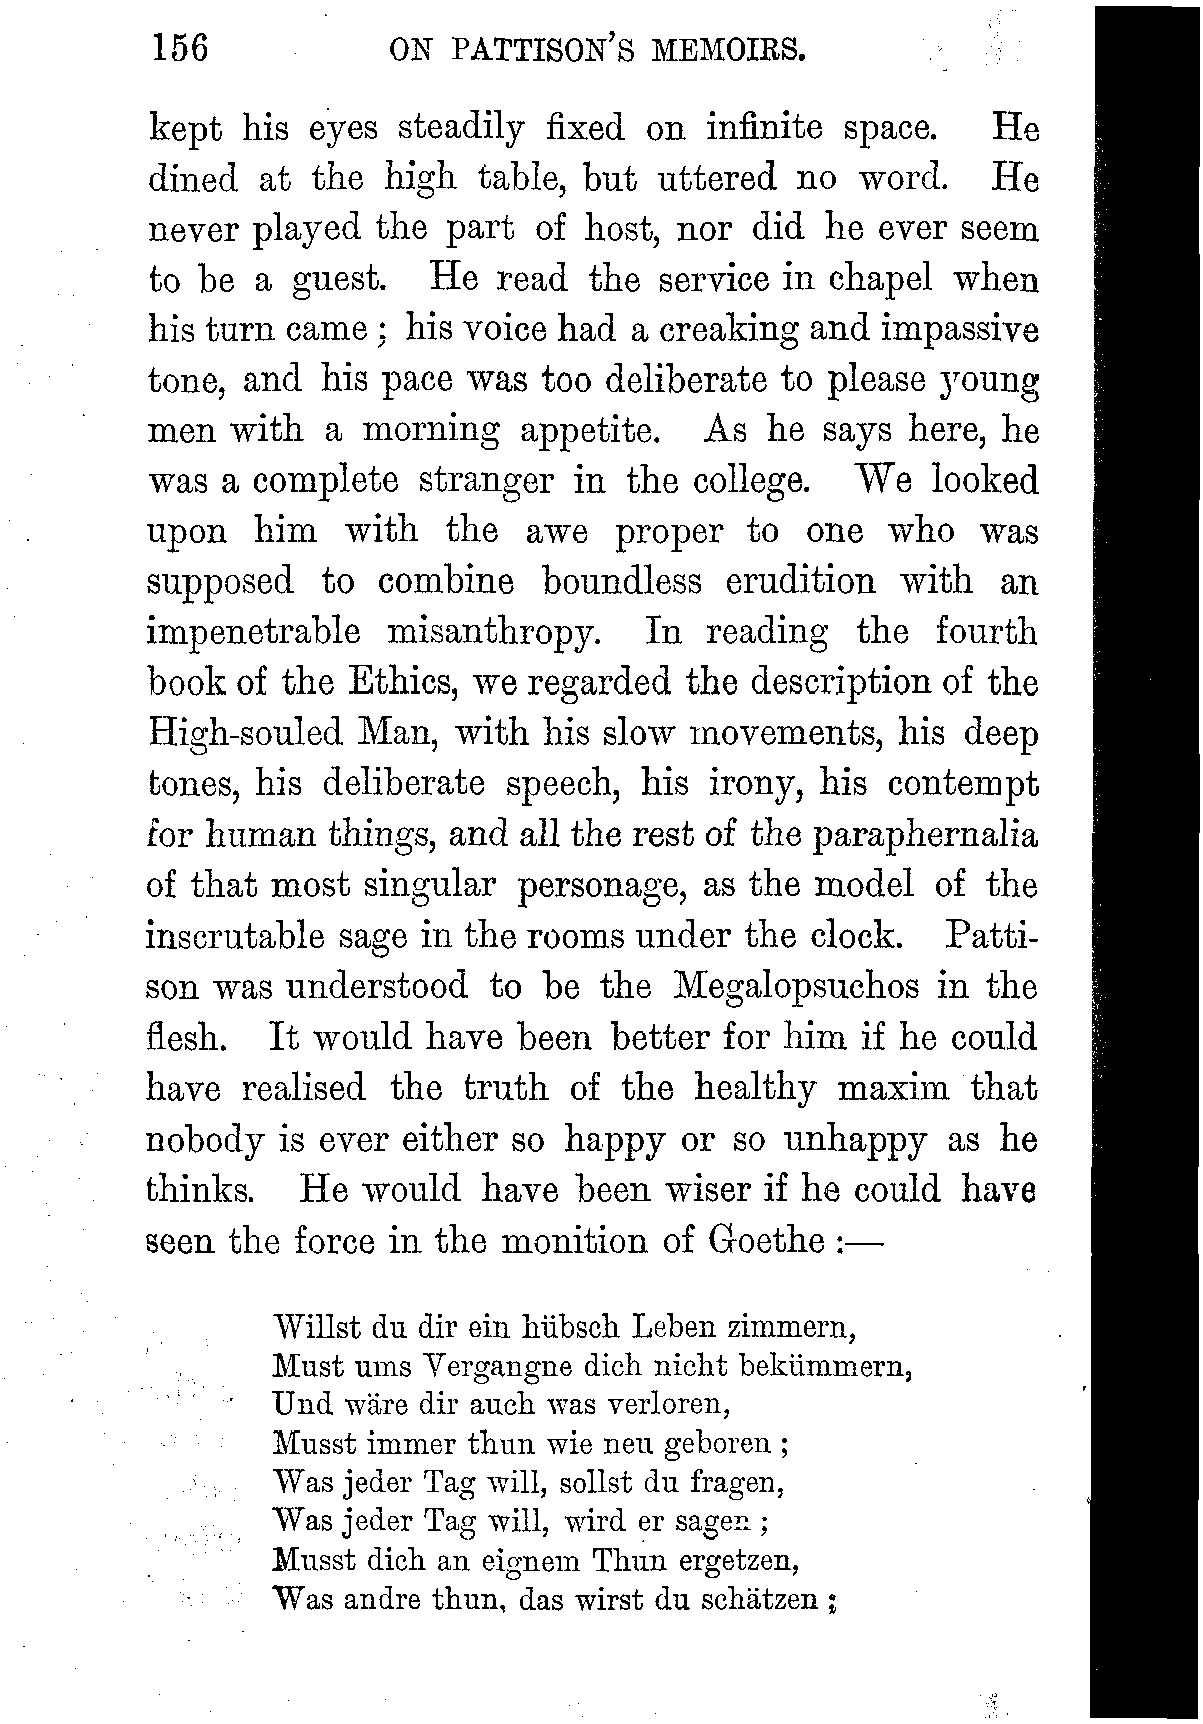 156 ON PATTISON'S MEMOIRS.
kept his eyes steadily fixed on infinite space. He
dined at the high table, but uttered no word. He
never played the part of host, nor did he ever seem
to be a guest. He read the service in chapel when
his turn came ; his voice had a creaking and impassive
tone, and his pace was too deliberate to please young
men with a morning appetite. As he says here, he
was a complete stranger in the college. We looked
upon him with the awe proper to one who was
supposed to combine boundless erudition with an
impenetrable misanthropy. In reading the fourth
book of the Ethics, we regarded the description of the
High-souled Man, with his slow movements, his deep
tones, his deliberate speech, his irony, his contempt
for human things, and all the rest of the paraphernalia
of that most singular personage, as the model of the
inscrutable sage in the rooms under the clock. Patti-
son was understood to be the Megalopsuchos in the
flesh. It would have been better for him if he could
have realised the truth of the healthy maxim that
nobody is ever either so happy or so unhappy as he
thinks. He would have been wiser if he could have
seen the force in the monition of Goethe :—
Willst du dir ein hübsch Leben zimmern,
Must ums Vergangne dich nicht bekümmern,
Und wäre dir auch was verloren,
Musst immer thun wie neu geboren ;
Was jeder Tag will, sollst du fragen,
Was jeder Tag will, wird er sagen ;
Musst dich an eignem Thun ergetzen,
Was andre thun, das wirst du schätzen ;